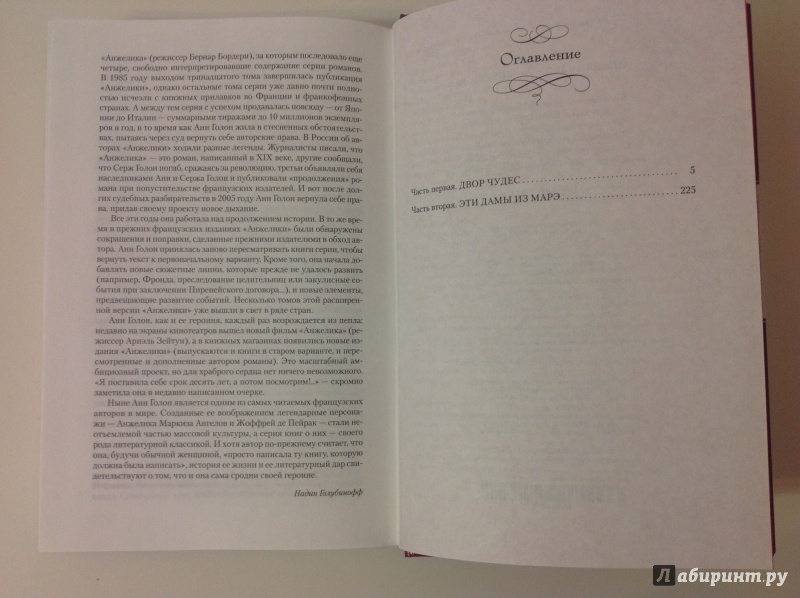 «Анжелика» (режиссер Бернар Бордери), за которым последовало еще
четыре, свободно интерпретировавшие содержание серии романов.
В 1985 году выходом тринадцатого тома завершилась публикация
«Анжелики», однако остальные тома серии уже давно почти полно-
стью исчезли с книжных прилавков во Франции и франкофонных
странах. А между тем серия с успехом продавалась повсюду — от Япо-
нии до Италии — суммарными тиражами до 10 миллионов экземпля-
ров в год, в то время как Анн Голон жила в стесненных обстоятельст-
вах, пытаясь через суд вернуть себе авторские права. В России об ав-
торах «Анжелики» ходили разные легенды. Журналисты писали, что
«Анжелика» — это роман, написанный в XIX веке, другие сообщали,
что Серж Голон погиб, сражаясь за революцию, третьи объявляли себя
наследниками Анн и Сержа Голон и публиковали «продолжения» ро-
мана при попустительстве французских издателей. И вот после дол-
гих судебных разбирательств в 2005 году Анн Голон вернула себе пра-
ва, придав своему проекту новое дыхание.
Все эти годы она работала над продолжением истории. В то же время
в прежних французских изданиях «Анжелики» были обнаружены
сокращения и поправки, сделанные прежними издателями в обход ав-
тора. Анн Голон принялась заново пересматривать книги серии, чтобы
вернуть текст к первоначальному варианту. Кроме того, она начала до-
бавлять новые сюжетные линии, которые прежде не удалось развить
(например, Фронда, преследование целительниц или закулисные со-
бытия при заключении Пиренейского договора...), и новые элементы,
предвещающие развитие событий. Несколько томов этой расширен-
ной версии «Анжелики» уже вышли в свет в ряде стран.
Анн Голон, как и ее героиня, каждый раз возрождается из пепла:
недавно на экраны кинотеатров вышел новый фильм «Анжелика» (ре-
жиссер Ариэль Зейтун), а в книжных магазинах появились новые изда-
ния «Анжелики» (выпускаются и книги в старом варианте, и пере-
смотренные и дополненные автором романы). Это масштабный ам-
бициозный проект, но для храброго сердца нет ничего невозможного.
«Я поставила себе срок десять лет, а потом посмотрим!..» — скромно
заметила она в недавно написанном очерке.
Ныне Анн Голон является одним из самых читаемых французских
авторов в мире. Созданные ее воображением легендарные персона-
жи — Анжелика Маркиза Ангелов и Жоффрей де Пейрак — стали не-
отъемлемой частью массовой культуры, а серия книг о них — своего
рода литературной классикой. И хотя автор по-прежнему считает, что
она, будучи обычной женщиной, «просто написала ту книгу, которую
должна была написать», история ее жизни и ее литературный дар сви-
детельствуют о том, что и она сама сродни своей героине.
Надин Голубинофф
Оглавление
Часть первая. ДВОР ЧУДЕС ........................................ 5
Часть вторая. ЭТИ ДАМЫ ИЗ МАРЭ .............................. 225
Лабиринт.ру